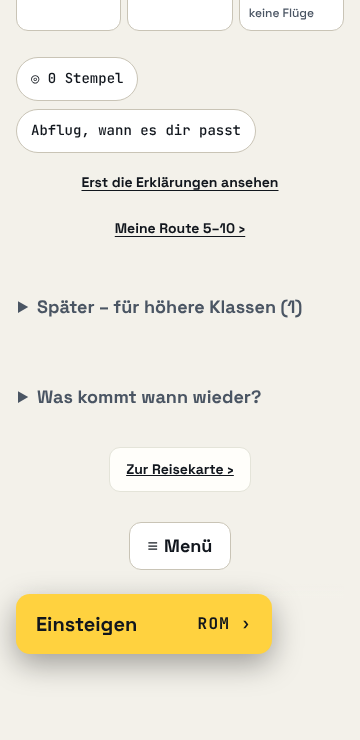 keine Flüge
◎ 0 Stempel
Abflug, wann es dir passt
Erst die Erklärungen ansehen
Meine Route 5–10 >
▶ Später – für höhere Klassen (1)
▶ Was kommt wann wieder?
Zur Reisekarte >
≡ Menü
Einsteigen ROM ›